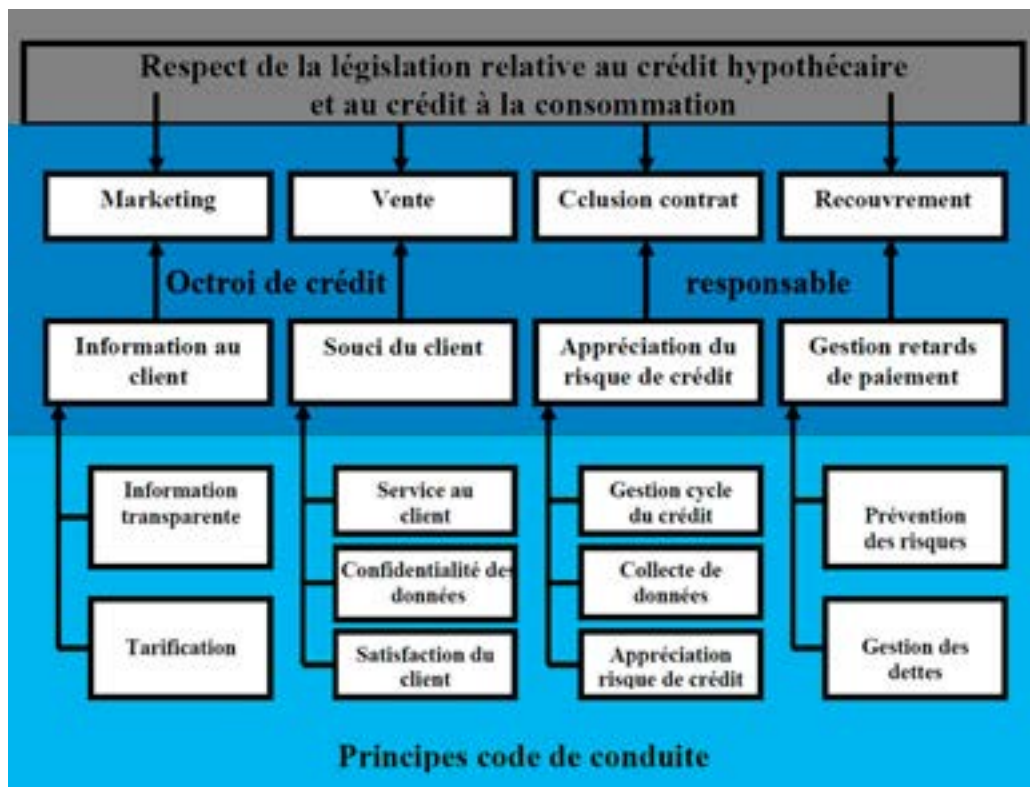 Respect de la législation relative au crédit hypothécaire
et au crédit à la consommation
Marketing
Vente
Cclusion contrat
Recouvrement
Octroi de crédit
responsable
Information au
client
Souci du client
Appréciation du
risque de crédit
Gestion retards
de paiement
Information
transparente
Tarification
Service au
client
Confidentialité des
données
Satisfaction du
client
Gestion cycle
du crédit
Collecte de
données
Appréciation
risque de crédit
Prévention
des risques
Gestion des
dettes
Principes code de conduite